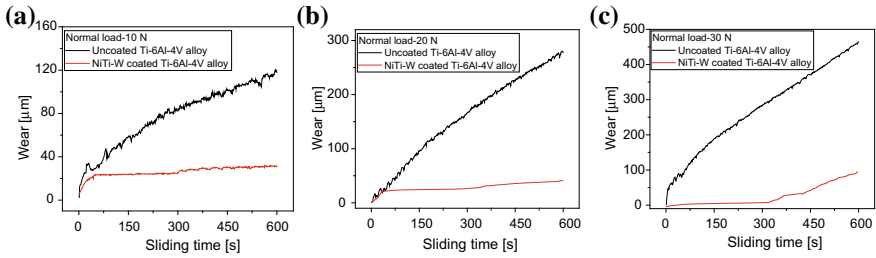 (a)
Normal load-10 N
Uncoated Ti-6Al-4V alloy
NiTi-W coated Ti-6Al-4V alloy
Wear [µm]
160
120
80
40
0
0 150 300 450 600
Sliding time [s]
(b)
Normal load-20 N
Uncoated Ti-6Al-4V alloy
NiTi-W coated Ti-6Al-4V alloy
Wear [µm]
300
200
100
0
0 150 300 450 600
Sliding time [s]
(c)
Normal load-30 N
Uncoated Ti-6Al-4V alloy
NiTi-W coated Ti-6Al-4V alloy
Wear [µm]
500
400
300
200
100
0
0 150 300 450 600
Sliding time [s]